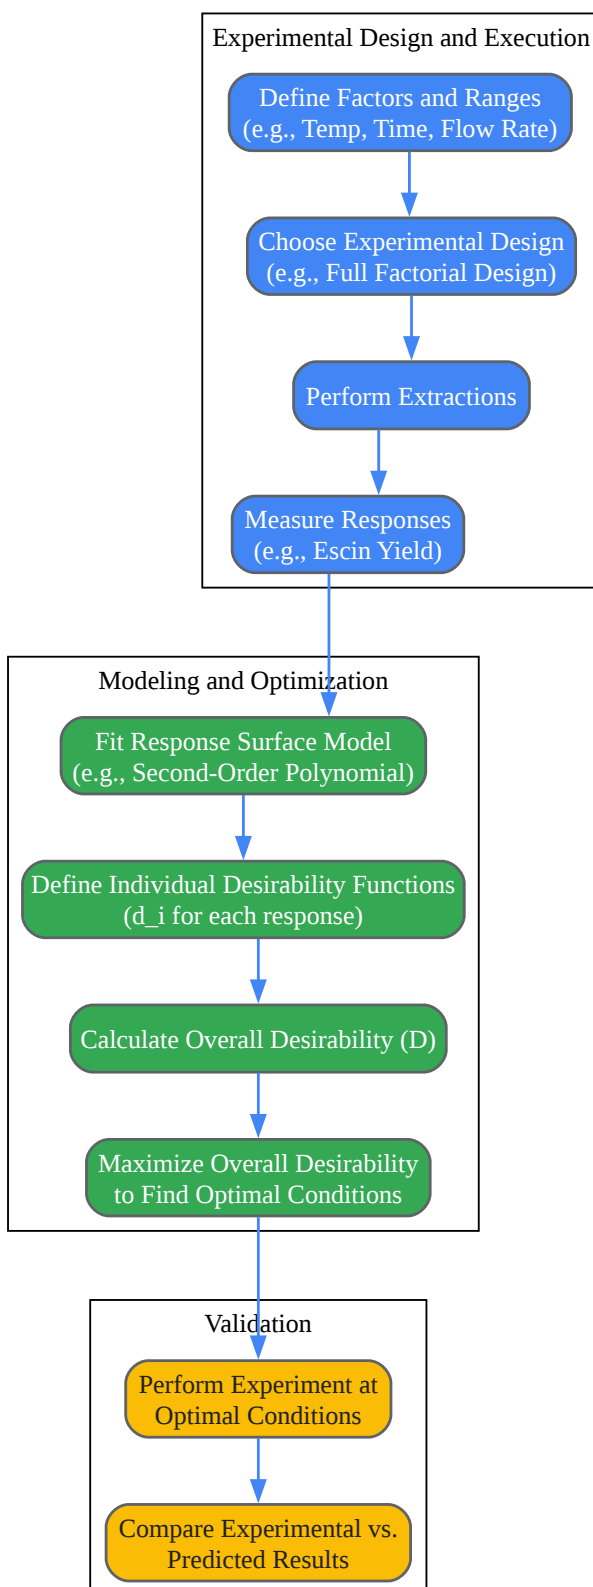 Experimental Design and Execution
Define Factors and Ranges
(e.g., Temp, Time, Flow Rate)
Choose Experimental Design
(e.g., Full Factorial Design)
Perform Extractions
Measure Responses
(e.g., Escin Yield)
Modeling and Optimization
Fit Response Surface Model
(e.g., Second-Order Polynomial)
Define Individual Desirability Functions
(d_i for each response)
Calculate Overall Desirability (D)
Maximize Overall Desirability
to Find Optimal Conditions
Validation
Perform Experiment at
Optimal Conditions
Compare Experimental vs.
Predicted Results